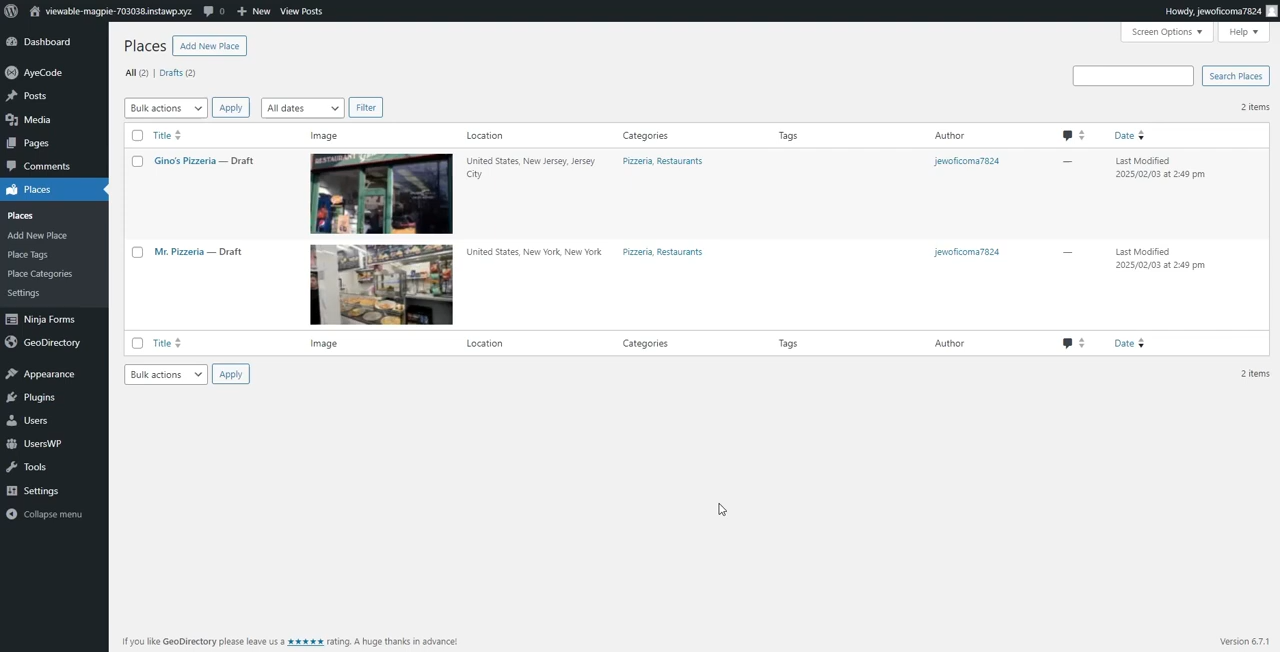 viewable-magpie-703038.instawp.xyz 0 New View Posts Howdy, jewoficoma7824
Screen Options Help
Dashboard
AyeCode
Posts
Media
Pages
Comments
Places
Places
Add New Place
Place Tags
Place Categories
Settings
Ninja Forms
GeoDirectory
Appearance
Plugins
Users
UsersWP
Tools
Settings
Collapse menu
Places Add New Place
All (2) | Drafts (2)
Search Places
Bulk actions Apply All dates Filter 2 items
Title Image Location Categories Tags Author Date
Gino's Pizzeria — Draft
RESTAURANT
United States, New Jersey, Jersey
City
Pizzeria, Restaurants
jewoficoma7824
—
Last Modified
2025/02/03 at 2:49 pm
Mr. Pizzeria — Draft
United States, New York, New York
Pizzeria, Restaurants
jewoficoma7824
—
Last Modified
2025/02/03 at 2:49 pm
Title Image Location Categories Tags Author Date
Bulk actions Apply 2 items
If you like GeoDirectory please leave us a ★★★★★ rating. A huge thanks in advance! Version 6.7.1